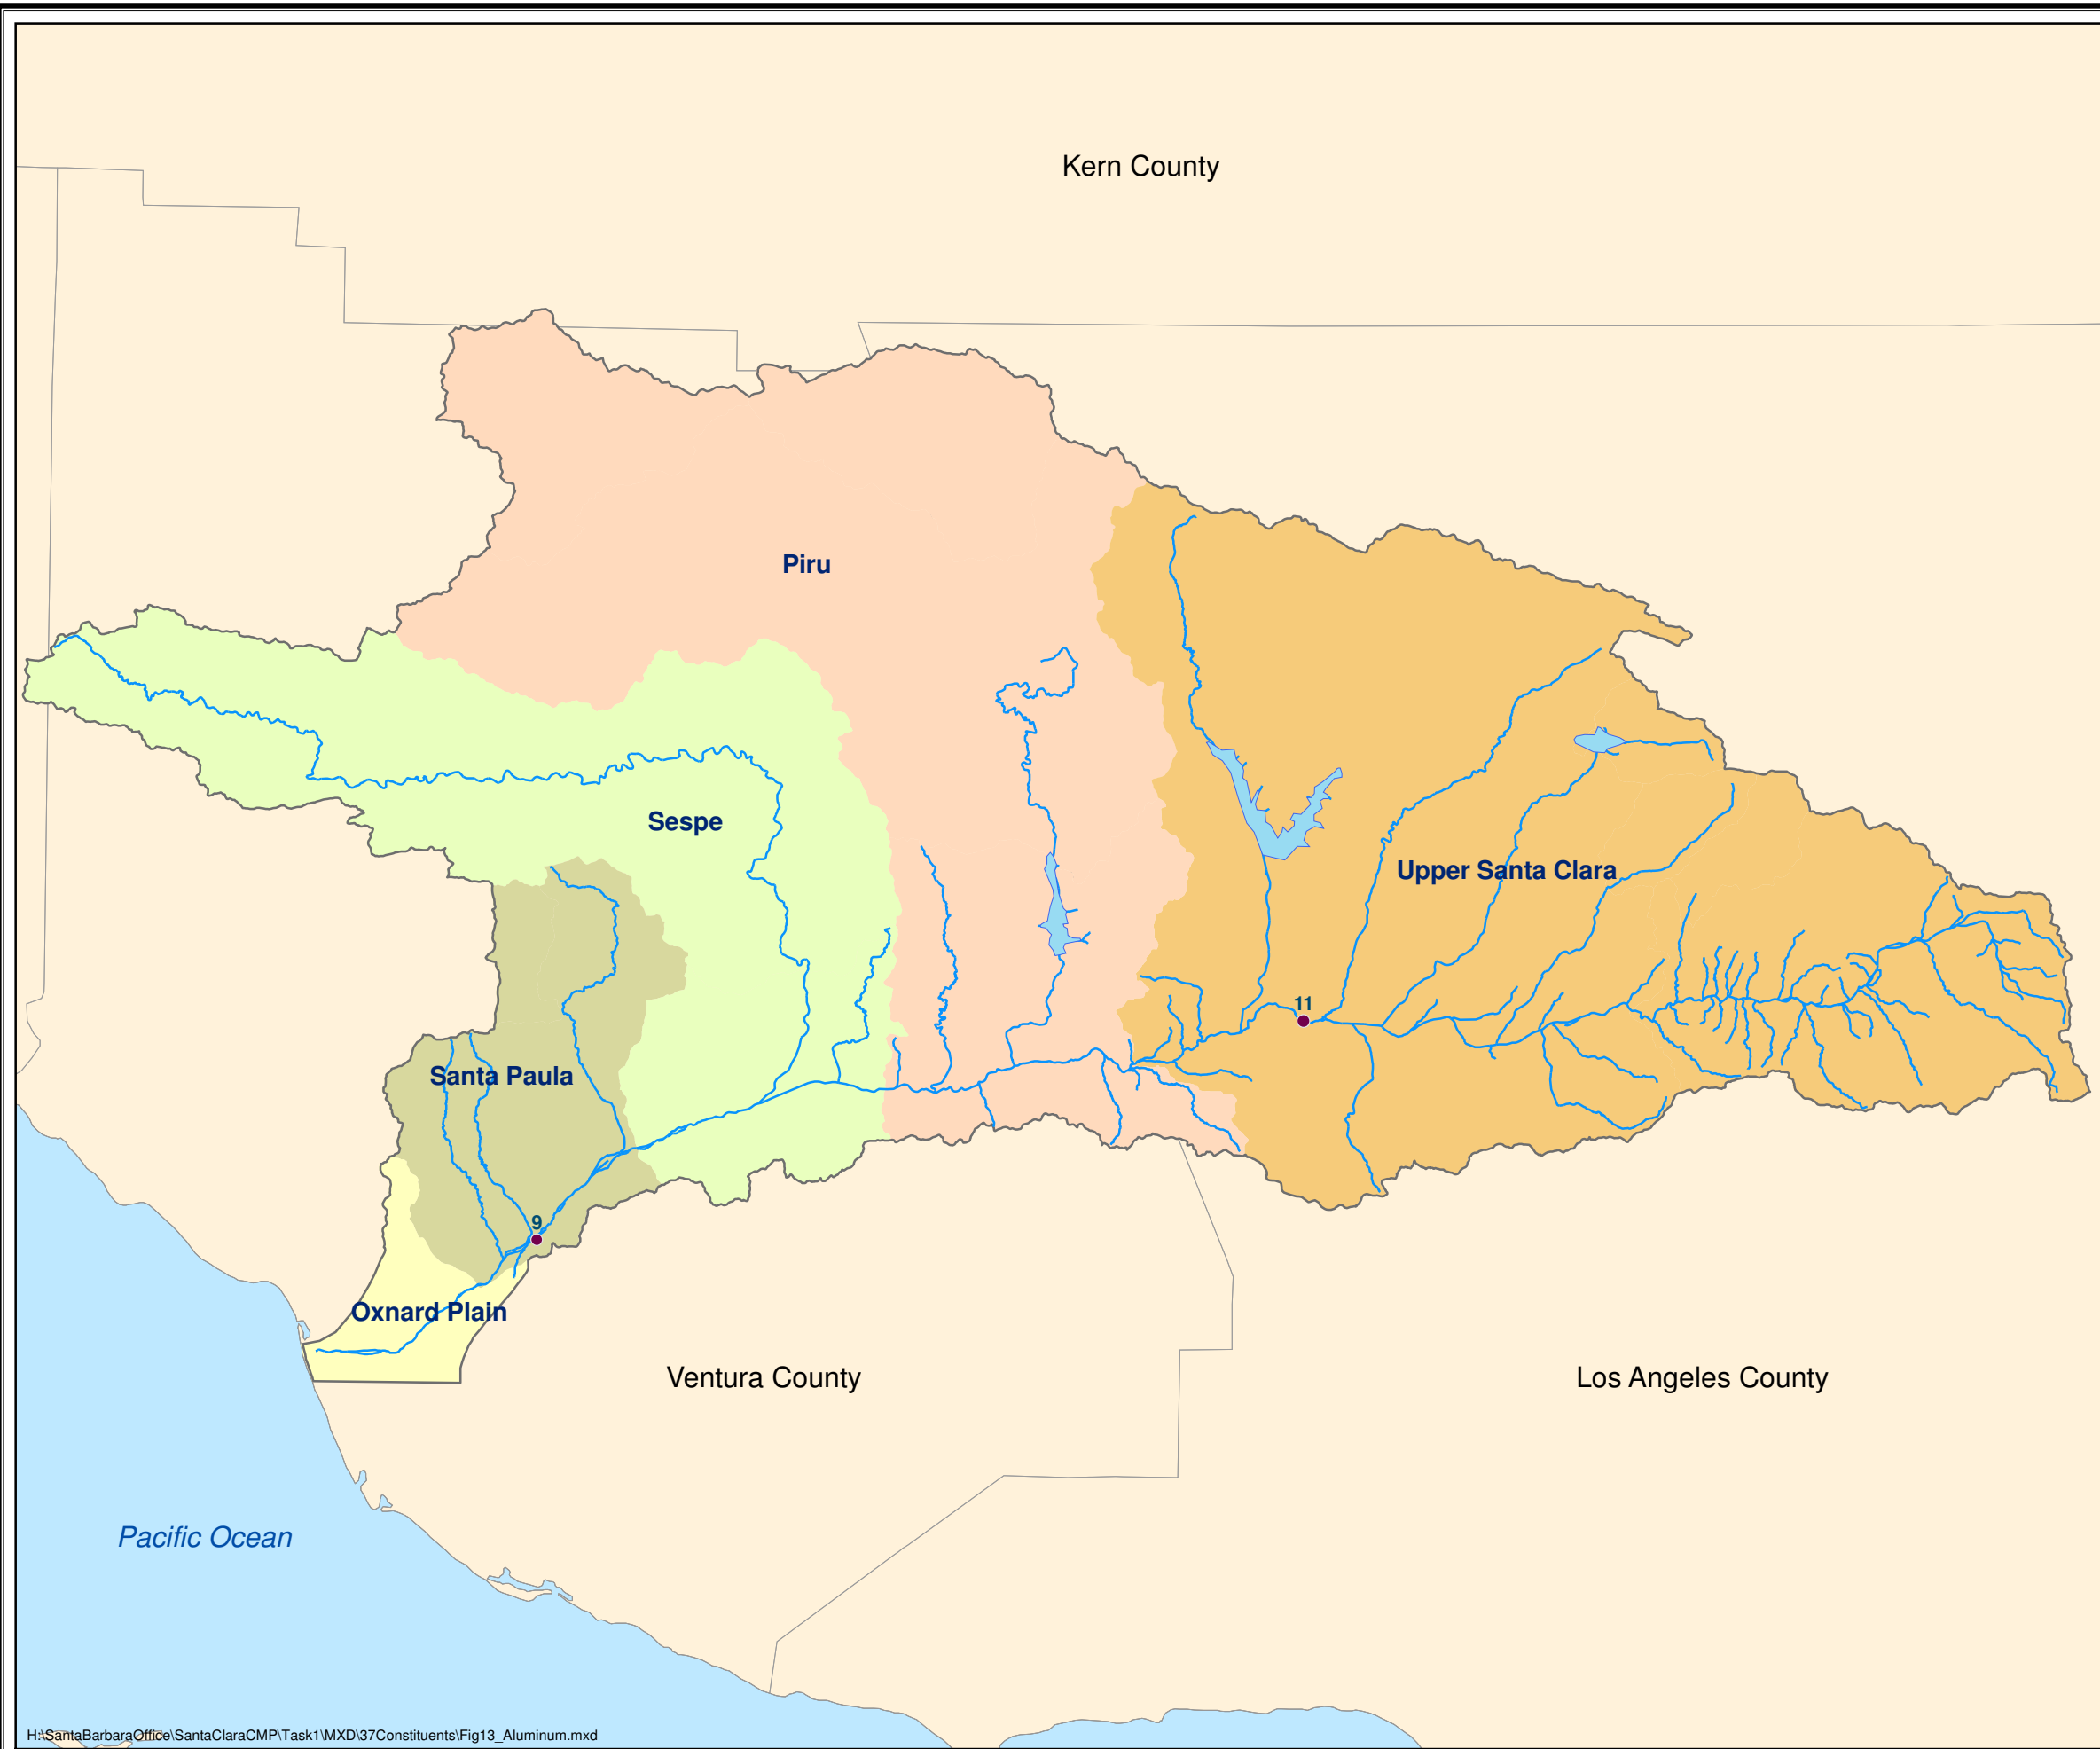 Kern County
Piru
Sespe
Upper Santa Clara
11
Santa Paula
9
Oxnard Plain
Ventura County
Los Angeles County
Pacific Ocean
H:\SantaBarbaraOffice\SantaClaraCMP\Task1\MXD\37Constituents\Fig13_Aluminum.mxd